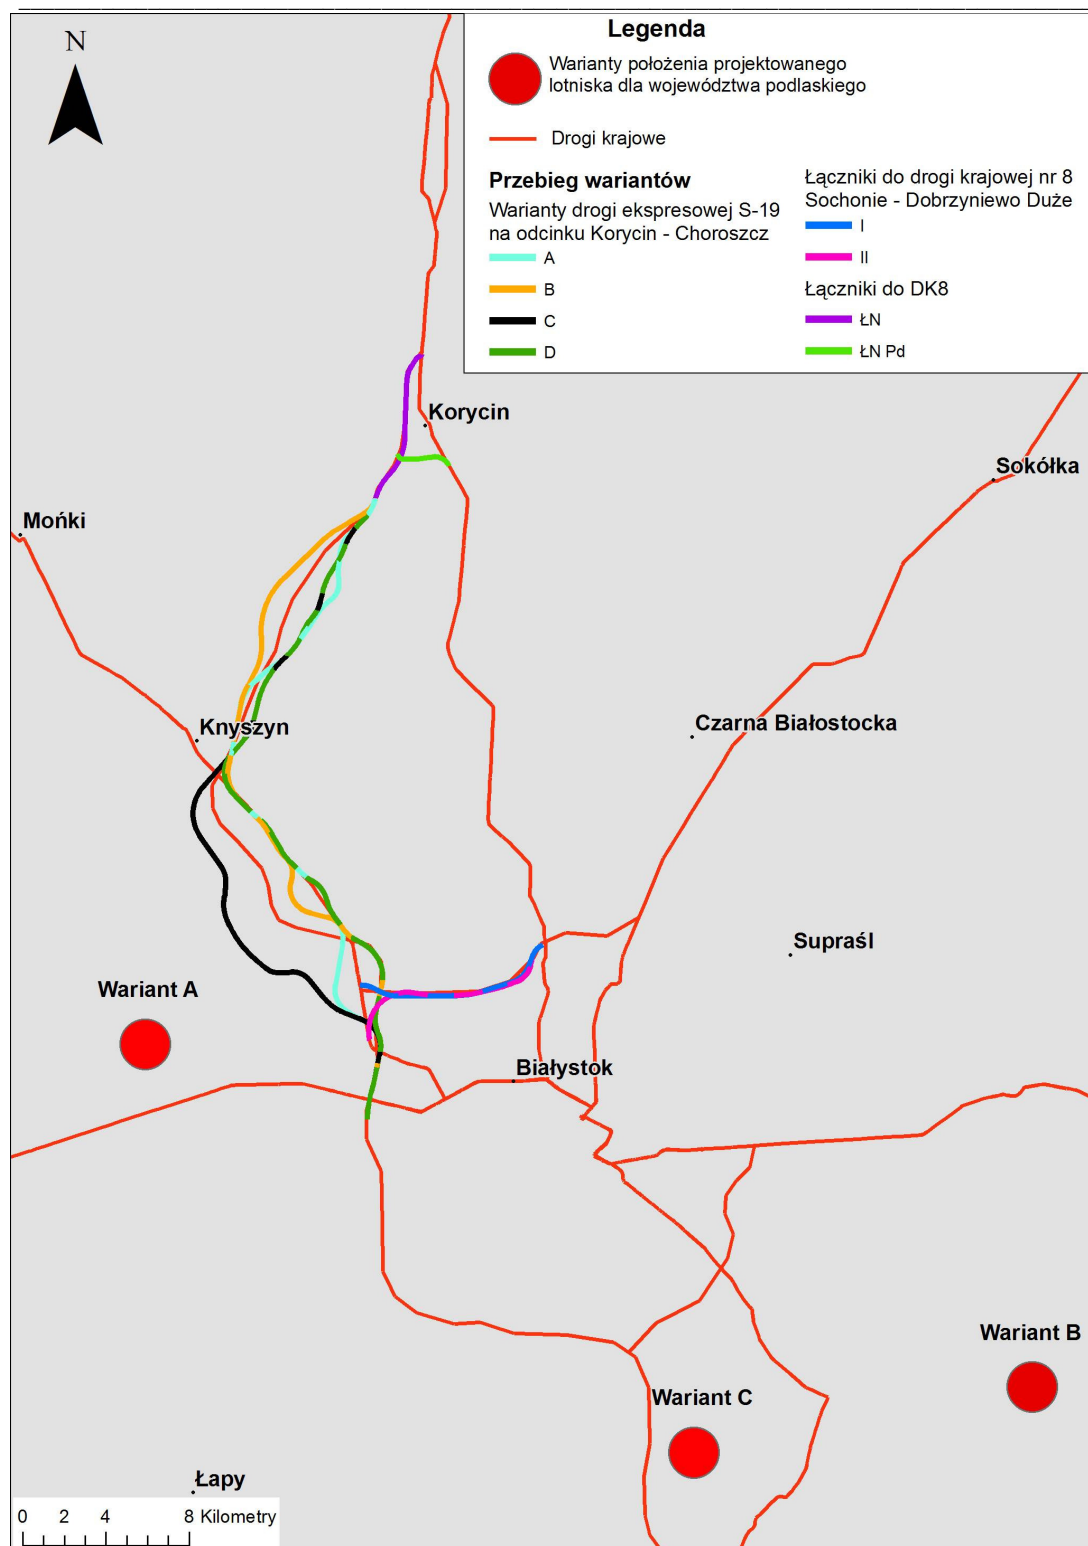 N
Legenda
Warianty położenia projektowanego
lotniska dla województwa podlaskiego
Drogi krajowe
Przebieg wariantów
Warianty drogi ekspresowej S-19
na odcinku Korycin - Choroszcz
A
B
C
D
Łączniki do drogi krajowej nr 8
Sochonie - Dobrzyniewo Duże
I
II
Łączniki do DK8
ŁN
ŁN Pd
Korycin
Sokółka
Mońki
Knyszyn
Czarna Białostocka
Supraśl
Wariant A
Białystok
Wariant B
Wariant C
Łapy
0 2 4 8 Kilometry